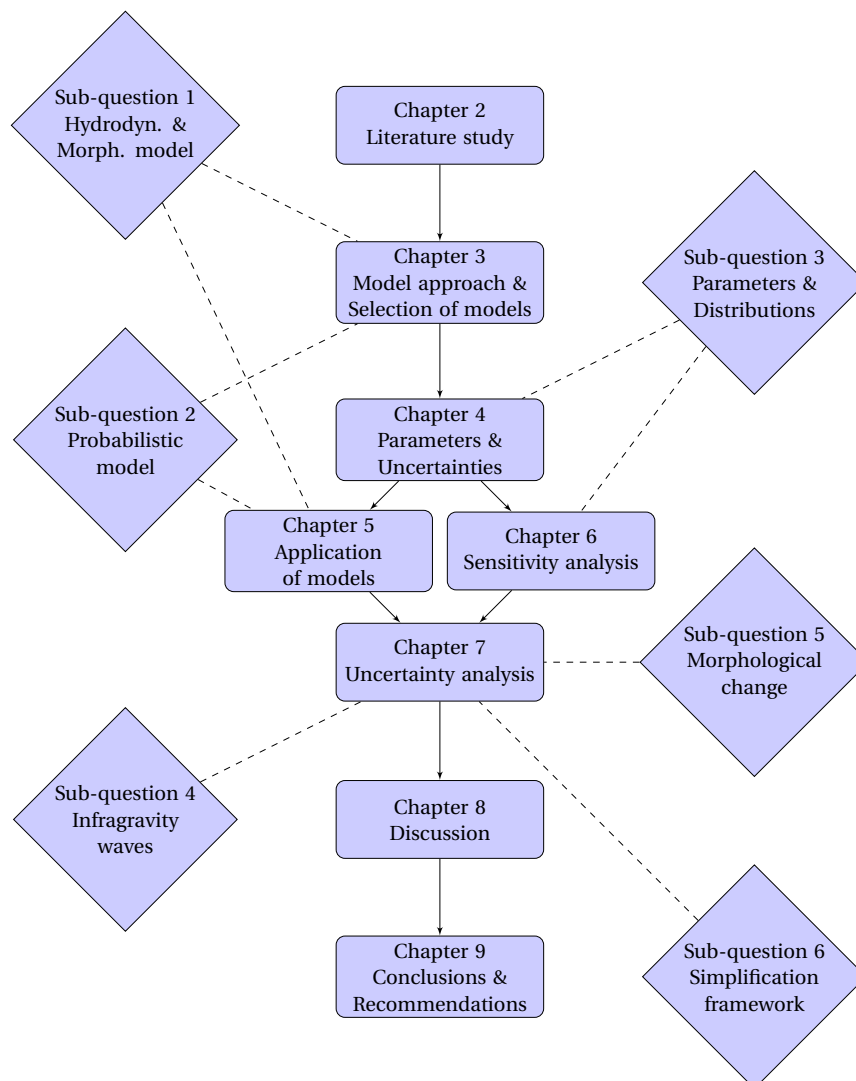 Sub-question 1
Hydrodyn. &
Morph. model
Chapter 2
Literature study
Chapter 3
Model approach &
Selection of models
Sub-question 3
Parameters &
Distributions
Sub-question 2
Probabilistic
model
Chapter 4
Parameters &
Uncertainties
Chapter 5
Application
of models
Chapter 6
Sensitivity analysis
Chapter 7
Uncertainty analysis
Sub-question 5
Morphological
change
Sub-question 4
Infragravity
waves
Chapter 8
Discussion
Chapter 9
Conclusions &
Recommendations
Sub-question 6
Simplification
framework